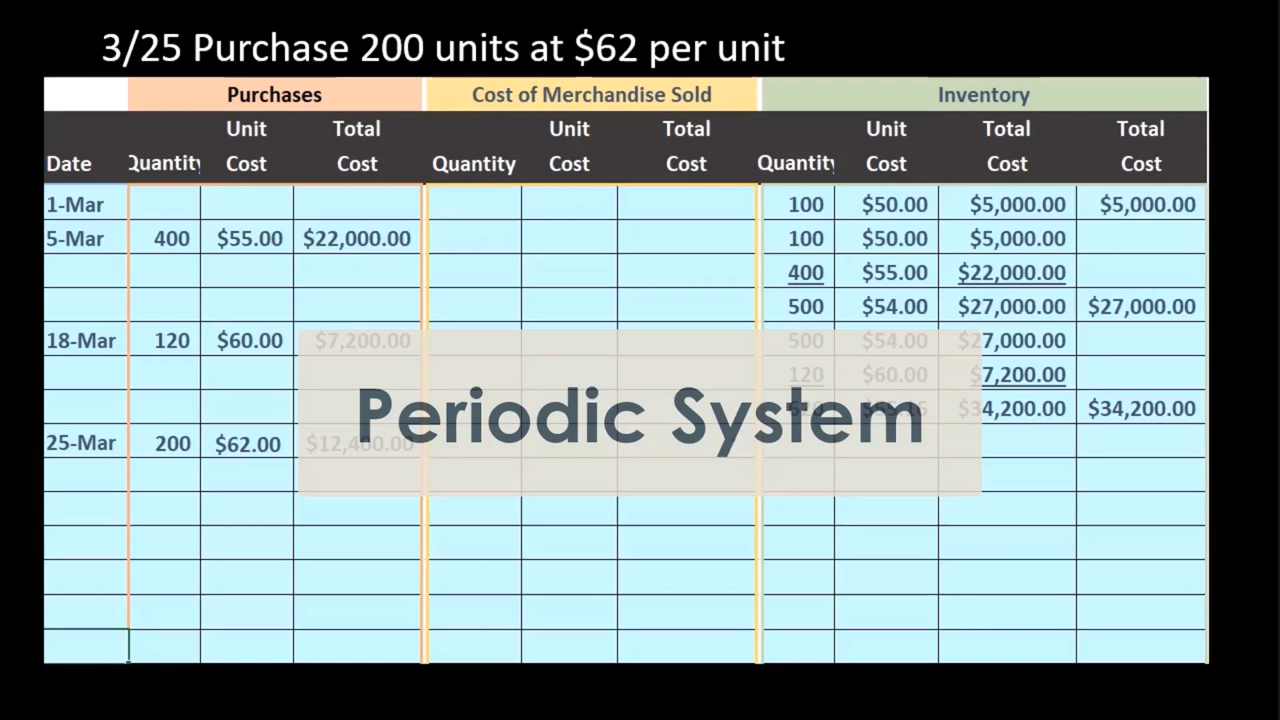 3/25 Purchase 200 units at $62 per unit
Purchases Cost of Merchandise Sold Inventory
Unit Total Unit Total Unit Total Total
Date Quantity Cost Cost Quantity Cost Cost Quantity Cost Cost Cost
1-Mar 100 $50.00 $5,000.00 $5,000.00
5-Mar 400 $55.00 $22,000.00 100 $50.00 $5,000.00
400 $55.00 $22,000.00
500 $54.00 $27,000.00 $27,000.00
18-Mar 120 $60.00 $7,200.00 500 $54.00 $27,000.00
120 $60.00 $7,200.00
$34,200.00 $34,200.00
Periodic System
25-Mar 200 $62.00 $12,400.00